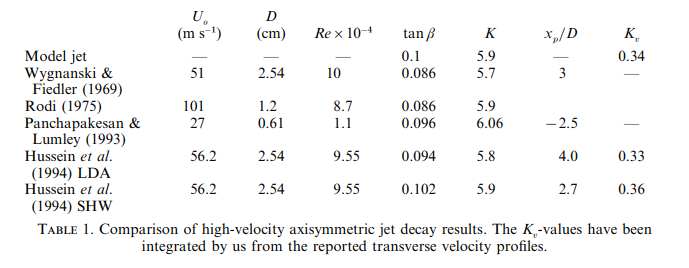 U_o D
(m s⁻¹) (cm) Re × 10⁻⁴ tan β K x_p/D K_v
Model jet — — — 0.1 5.9 — 0.34
Wygnanski & 51 2.54 10 0.086 5.7 3 —
Fiedler (1969)
Rodi (1975) 101 1.2 8.7 0.086 5.9
Panchapakesan & 27 0.61 1.1 0.096 6.06 −2.5 —
Lumley (1993)
Hussein et al. 56.2 2.54 9.55 0.094 5.8 4.0 0.33
(1994) LDA
Hussein et al. 56.2 2.54 9.55 0.102 5.9 2.7 0.36
(1994) SHW
TABLE 1. Comparison of high-velocity axisymmetric jet decay results. The K_v-values have been
integrated by us from the reported transverse velocity profiles.